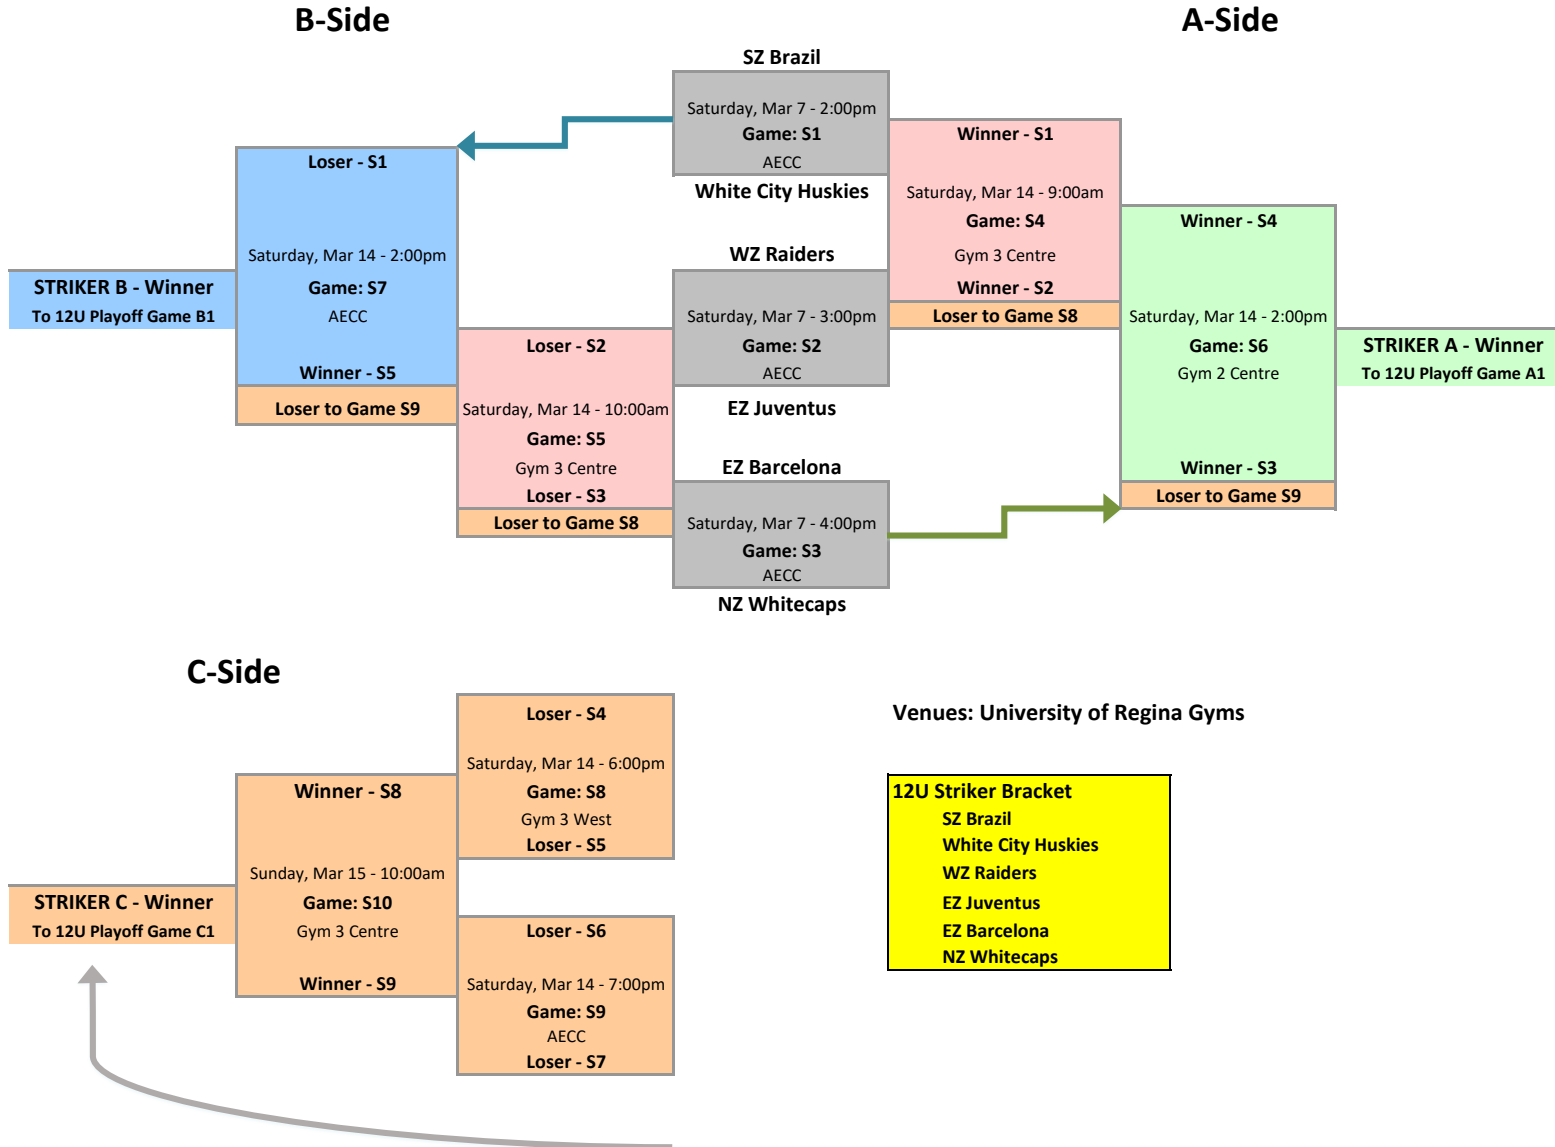 B-Side
A-Side
SZ Brazil
Saturday, Mar 7 - 2:00pm
Game: S1
AECC
White City Huskies
Loser - S1
Saturday, Mar 14 - 2:00pm
Game: S7
AECC
Winner - S5
Loser to Game S9
STRIKER B - Winner
To 12U Playoff Game B1
Winner - S1
Saturday, Mar 14 - 9:00am
Game: S4
Gym 3 Centre
Winner - S2
Loser to Game S8
WZ Raiders
Saturday, Mar 7 - 3:00pm
Game: S2
AECC
EZ Juventus
Winner - S4
Saturday, Mar 14 - 2:00pm
Game: S6
Gym 2 Centre
Winner - S3
Loser to Game S9
STRIKER A - Winner
To 12U Playoff Game A1
Loser - S2
Saturday, Mar 14 - 10:00am
Game: S5
Gym 3 Centre
Loser - S3
Loser to Game S8
EZ Barcelona
Saturday, Mar 7 - 4:00pm
Game: S3
AECC
NZ Whitecaps
C-Side
Loser - S4
Saturday, Mar 14 - 6:00pm
Game: S8
Gym 3 West
Loser - S5
Winner - S8
Sunday, Mar 15 - 10:00am
Game: S10
Gym 3 Centre
Winner - S9
STRIKER C - Winner
To 12U Playoff Game C1
Loser - S6
Saturday, Mar 14 - 7:00pm
Game: S9
AECC
Loser - S7
Venues: University of Regina Gyms
12U Striker Bracket
SZ Brazil
White City Huskies
WZ Raiders
EZ Juventus
EZ Barcelona
NZ Whitecaps